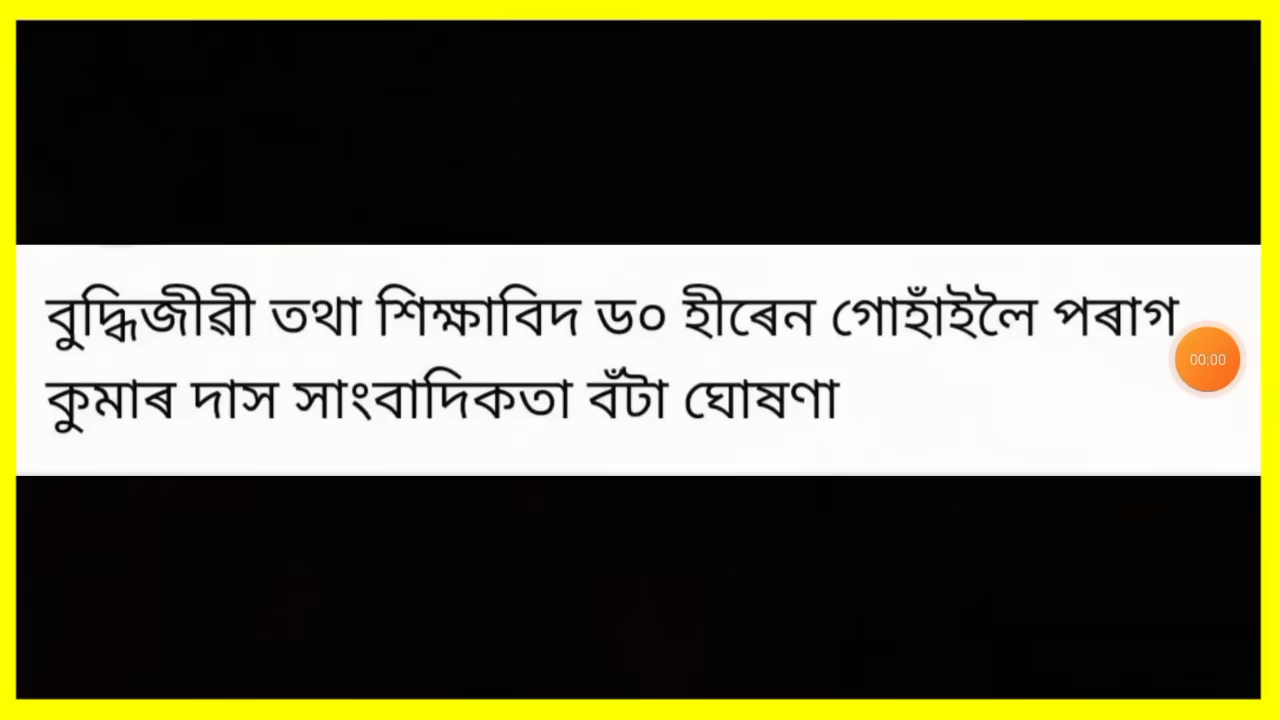 বুদ্ধিজীৱী তথা শিক্ষাবিদ ড০ হীৰেন গোহাঁইলৈ পৰাগ
কুমাৰ দাস সাংবাদিকতা বঁটা ঘোষণা
00:00